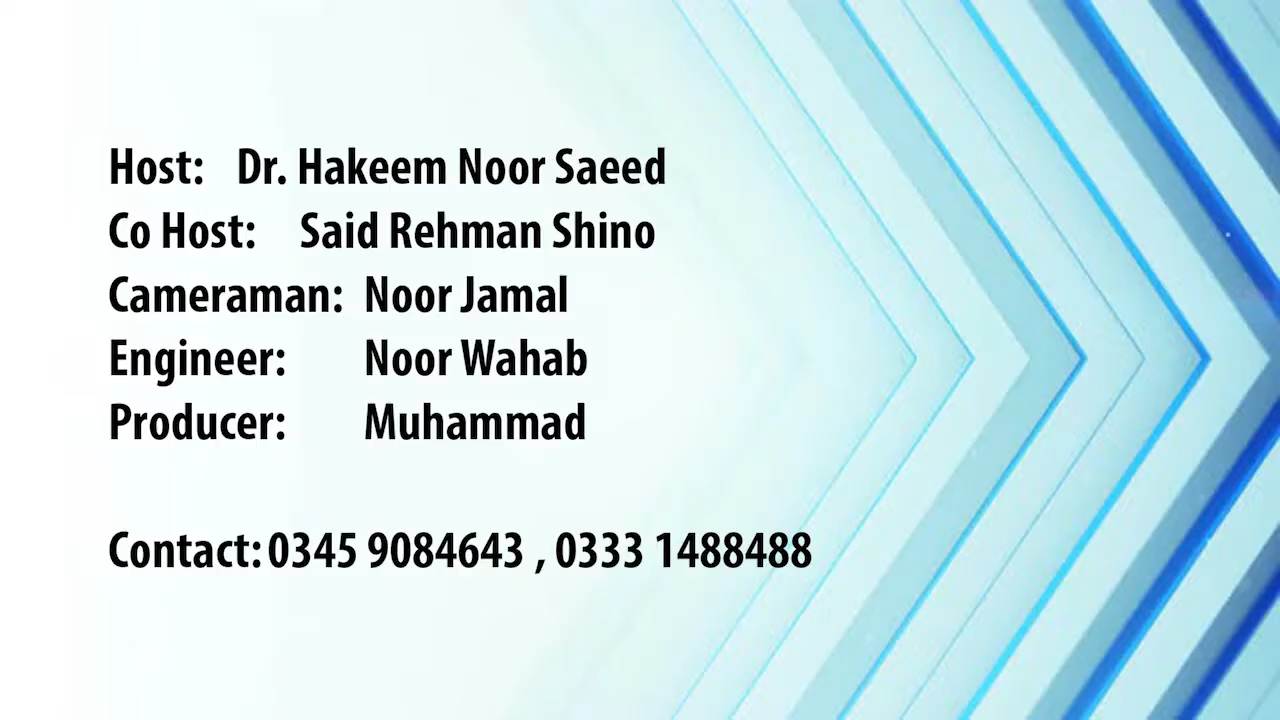 Host: Dr. Hakeem Noor Saeed
Co Host: Said Rehman Shino
Cameraman: Noor Jamal
Engineer: Noor Wahab
Producer: Muhammad
Contact: 0345 9084643 , 0333 1488488